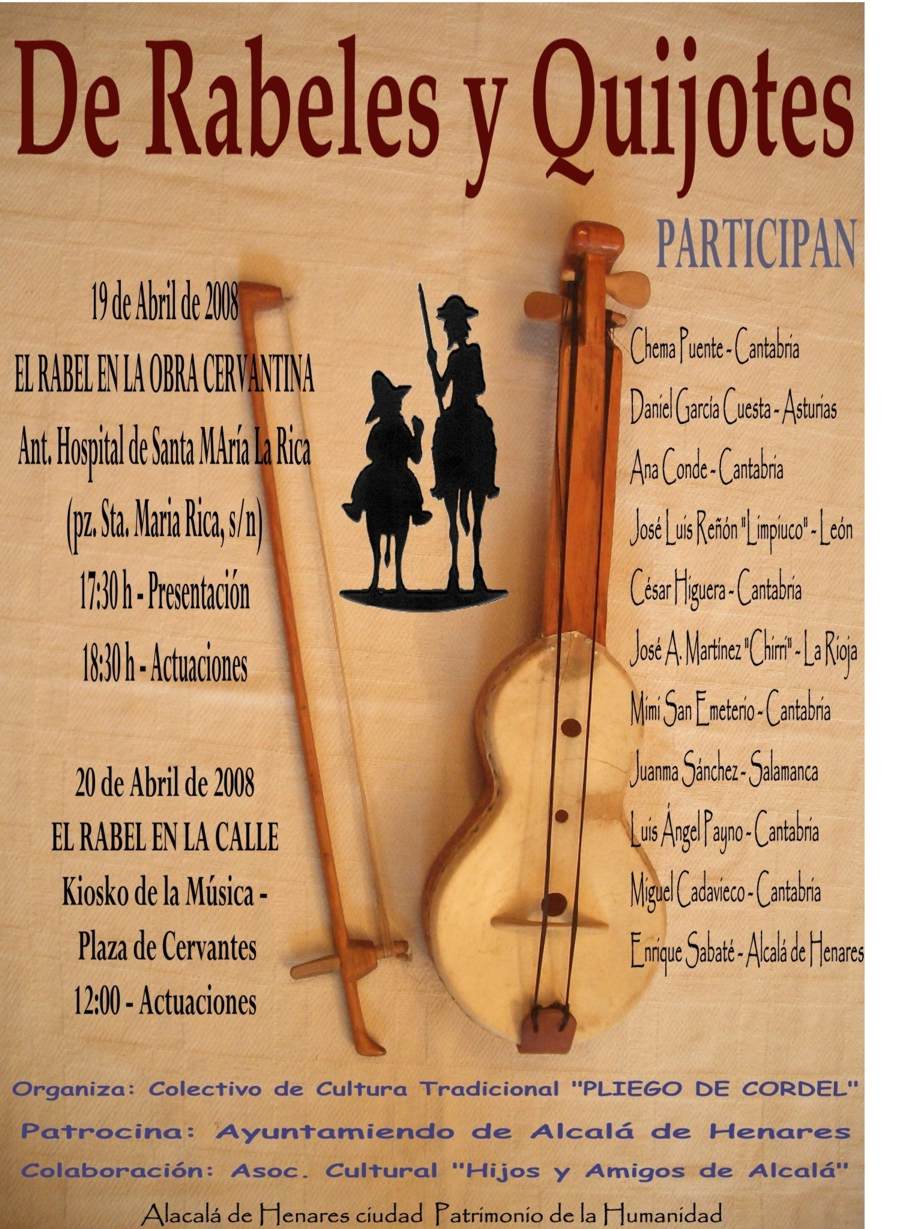 De Rabeles y Quijotes
19 de Abril de 2008
EL RABEL EN LA OBRA CERVANTINA
Ant. Hospital de Santa MAría La Rica
(pz. Sta. Maria Rica, s/n)
17:30 h - Presentación
18:30 h - Actuaciones
20 de Abril de 2008
EL RABEL EN LA CALLE
Kiosko de la Música -
Plaza de Cervantes
12:00 - Actuaciones
PARTICIPAN
Chema Puente - Cantabria
Daniel García Cuesta - Asturias
Ana Conde - Cantabria
José Luis Reñón "Limpiuco" - León
César Higuera - Cantabria
José A. Martínez "Chirri" - La Rioja
Mimi San Emeterio - Cantabria
Juanma Sánchez - Salamanca
Luis Ángel Payno - Cantabria
Miguel Cadavieco - Cantabria
Enrique Sabaté - Alcalá de Henares
Organiza: Colectivo de Cultura Tradicional "PLIEGO DE CORDEL"
Patrocina: Ayuntamiendo de Alcalá de Henares
Colaboración: Asoc. Cultural "Hijos y Amigos de Alcalá"
Alacalá de Henares ciudad Patrimonio de la Humanidad